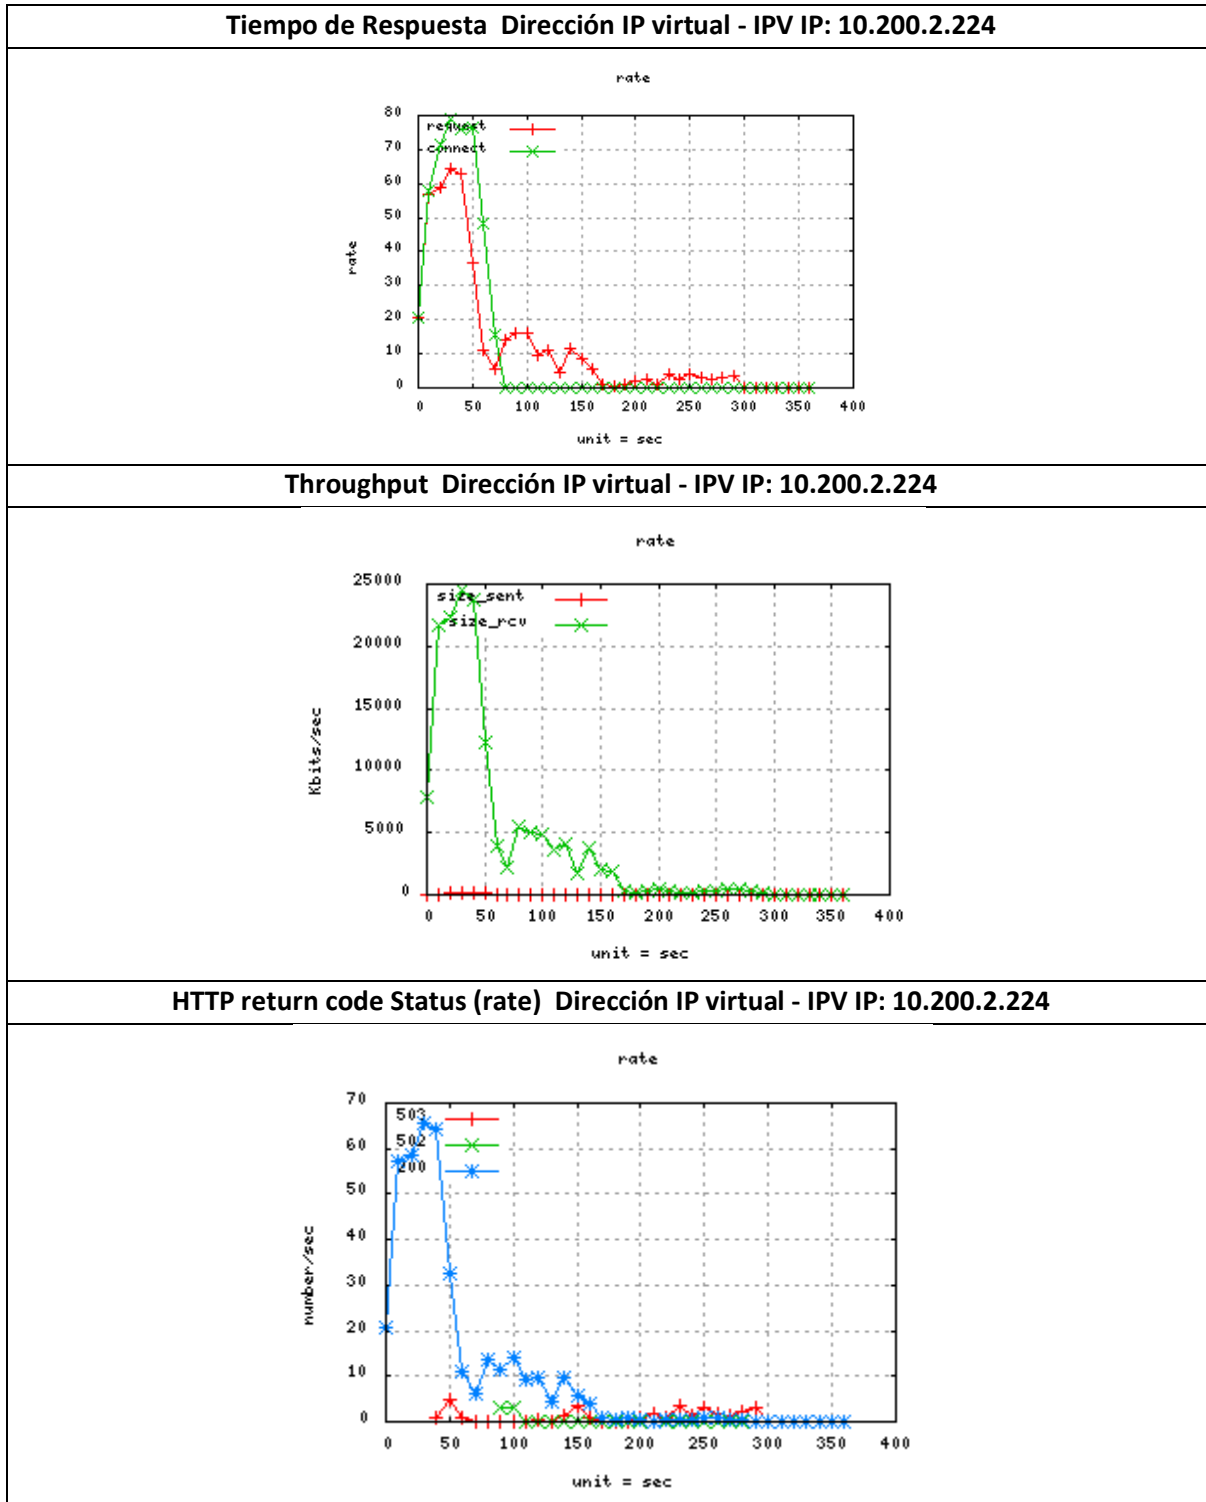 Tiempo de Respuesta Dirección IP virtual - IPV IP: 10.200.2.224
rate
80
70
60
50
40
30
20
10
0
request
connect
rate
0 50 100 150 200 250 300 350 400
unit = sec
Throughput Dirección IP virtual - IPV IP: 10.200.2.224
rate
25000
20000
15000
10000
5000
0
size_sent
size_rcv
Kbits/sec
0 50 100 150 200 250 300 350 400
unit = sec
HTTP return code Status (rate) Dirección IP virtual - IPV IP: 10.200.2.224
rate
70
60
50
40
30
20
10
0
503
502
200
number/sec
0 50 100 150 200 250 300 350 400
unit = sec